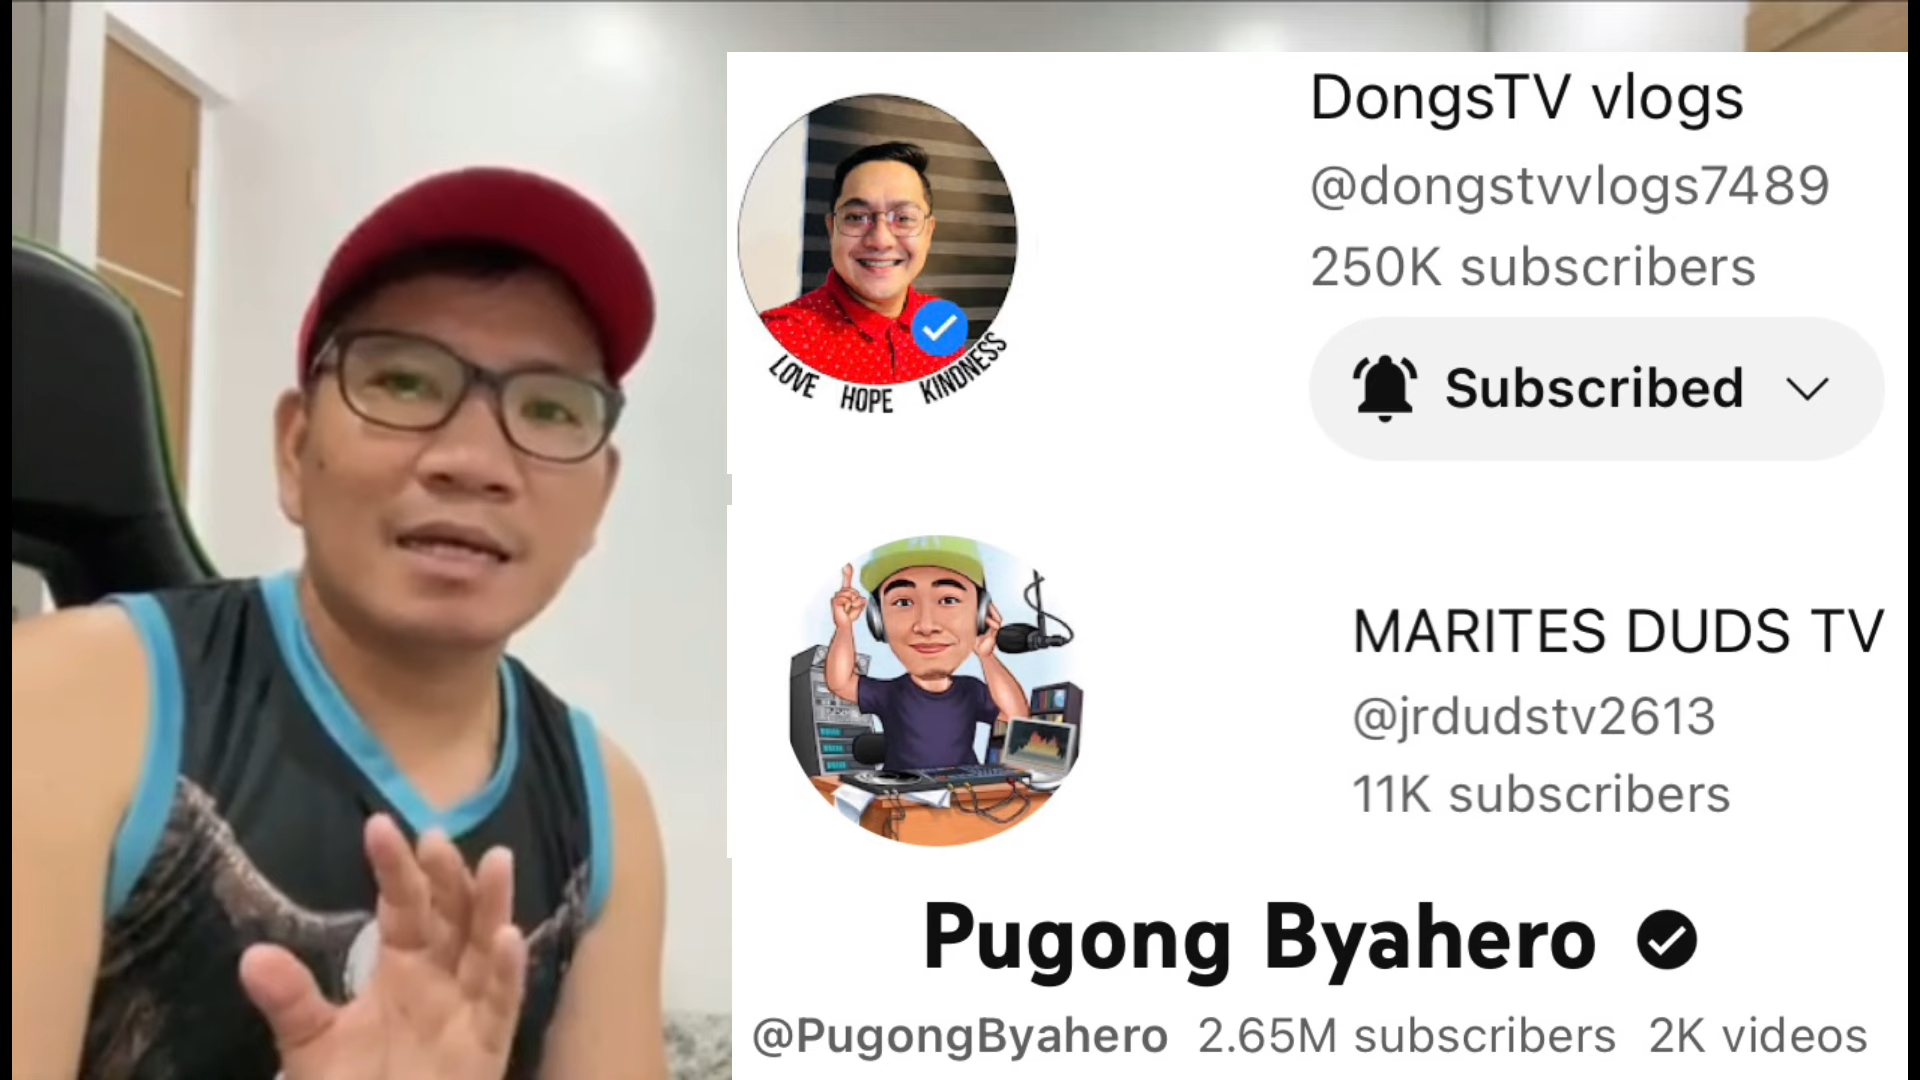 DongsTV vlogs
@dongstvvlogs7489
250K subscribers
Subscribed
LOVE HOPE KINDNESS
MARITES DUDS TV
@jrdudstv2613
11K subscribers
Pugong Byahero
@PugongByahero 2.65M subscribers 2K videos